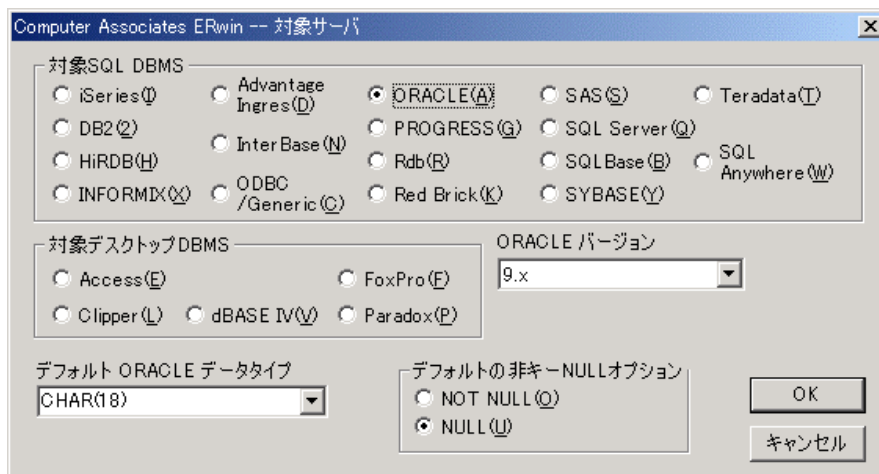 Computer Associates ERwin -- 対象サーバ
対象SQL DBMS
iSeries(I)
DB2(2)
HiRDB(H)
INFORMIX(X)
Advantage
Ingres(D)
InterBase(N)
ODBC
/Generic(C)
ORACLE(A)
PROGRESS(G)
Rdb(R)
Red Brick(K)
SAS(S)
SQL Server(Q)
SQLBase(B)
SYBASE(Y)
Teradata(T)
SQL
Anywhere(W)
対象デスクトップDBMS
Access(E)
FoxPro(F)
Clipper(L)
dBASE IV(V)
Paradox(P)
ORACLE バージョン
9.x
デフォルト ORACLE データタイプ
CHAR(18)
デフォルトの非キーNULLオプション
NOT NULL(O)
NULL(U)
OK
キャンセル